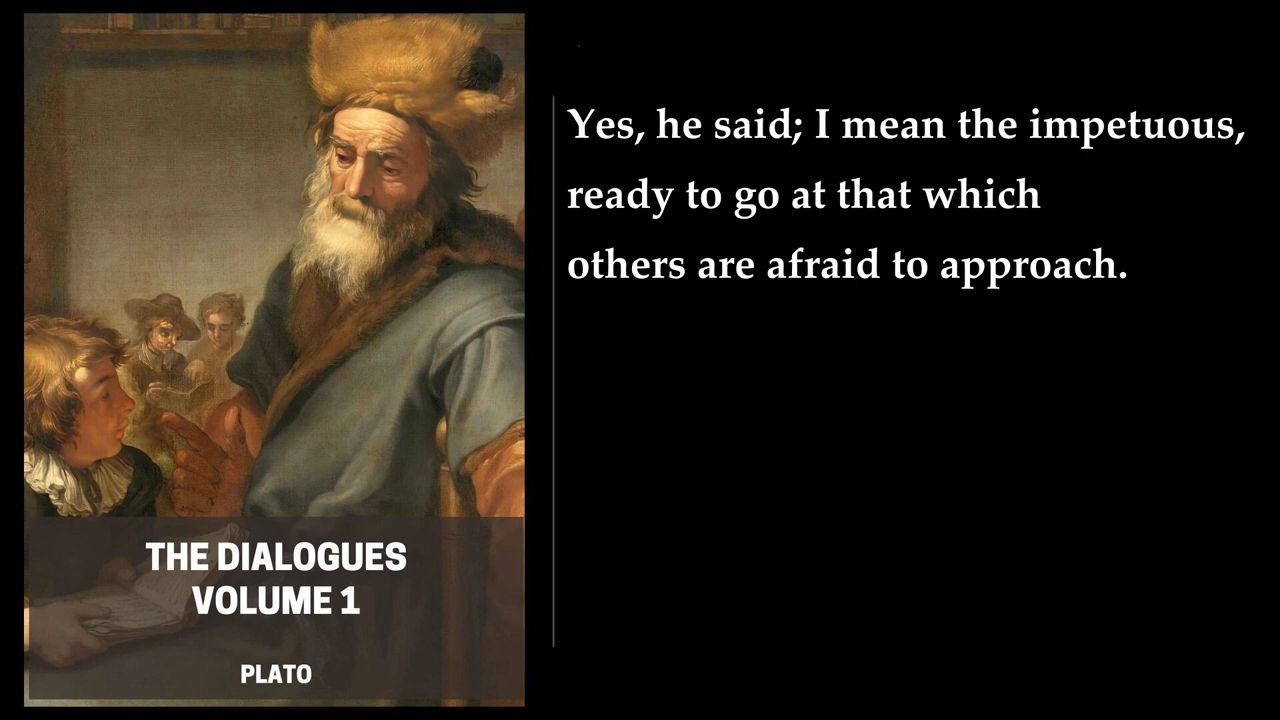 Yes, he said; I mean the impetuous,
ready to go at that which
others are afraid to approach.
THE DIALOGUES
VOLUME 1
PLATO